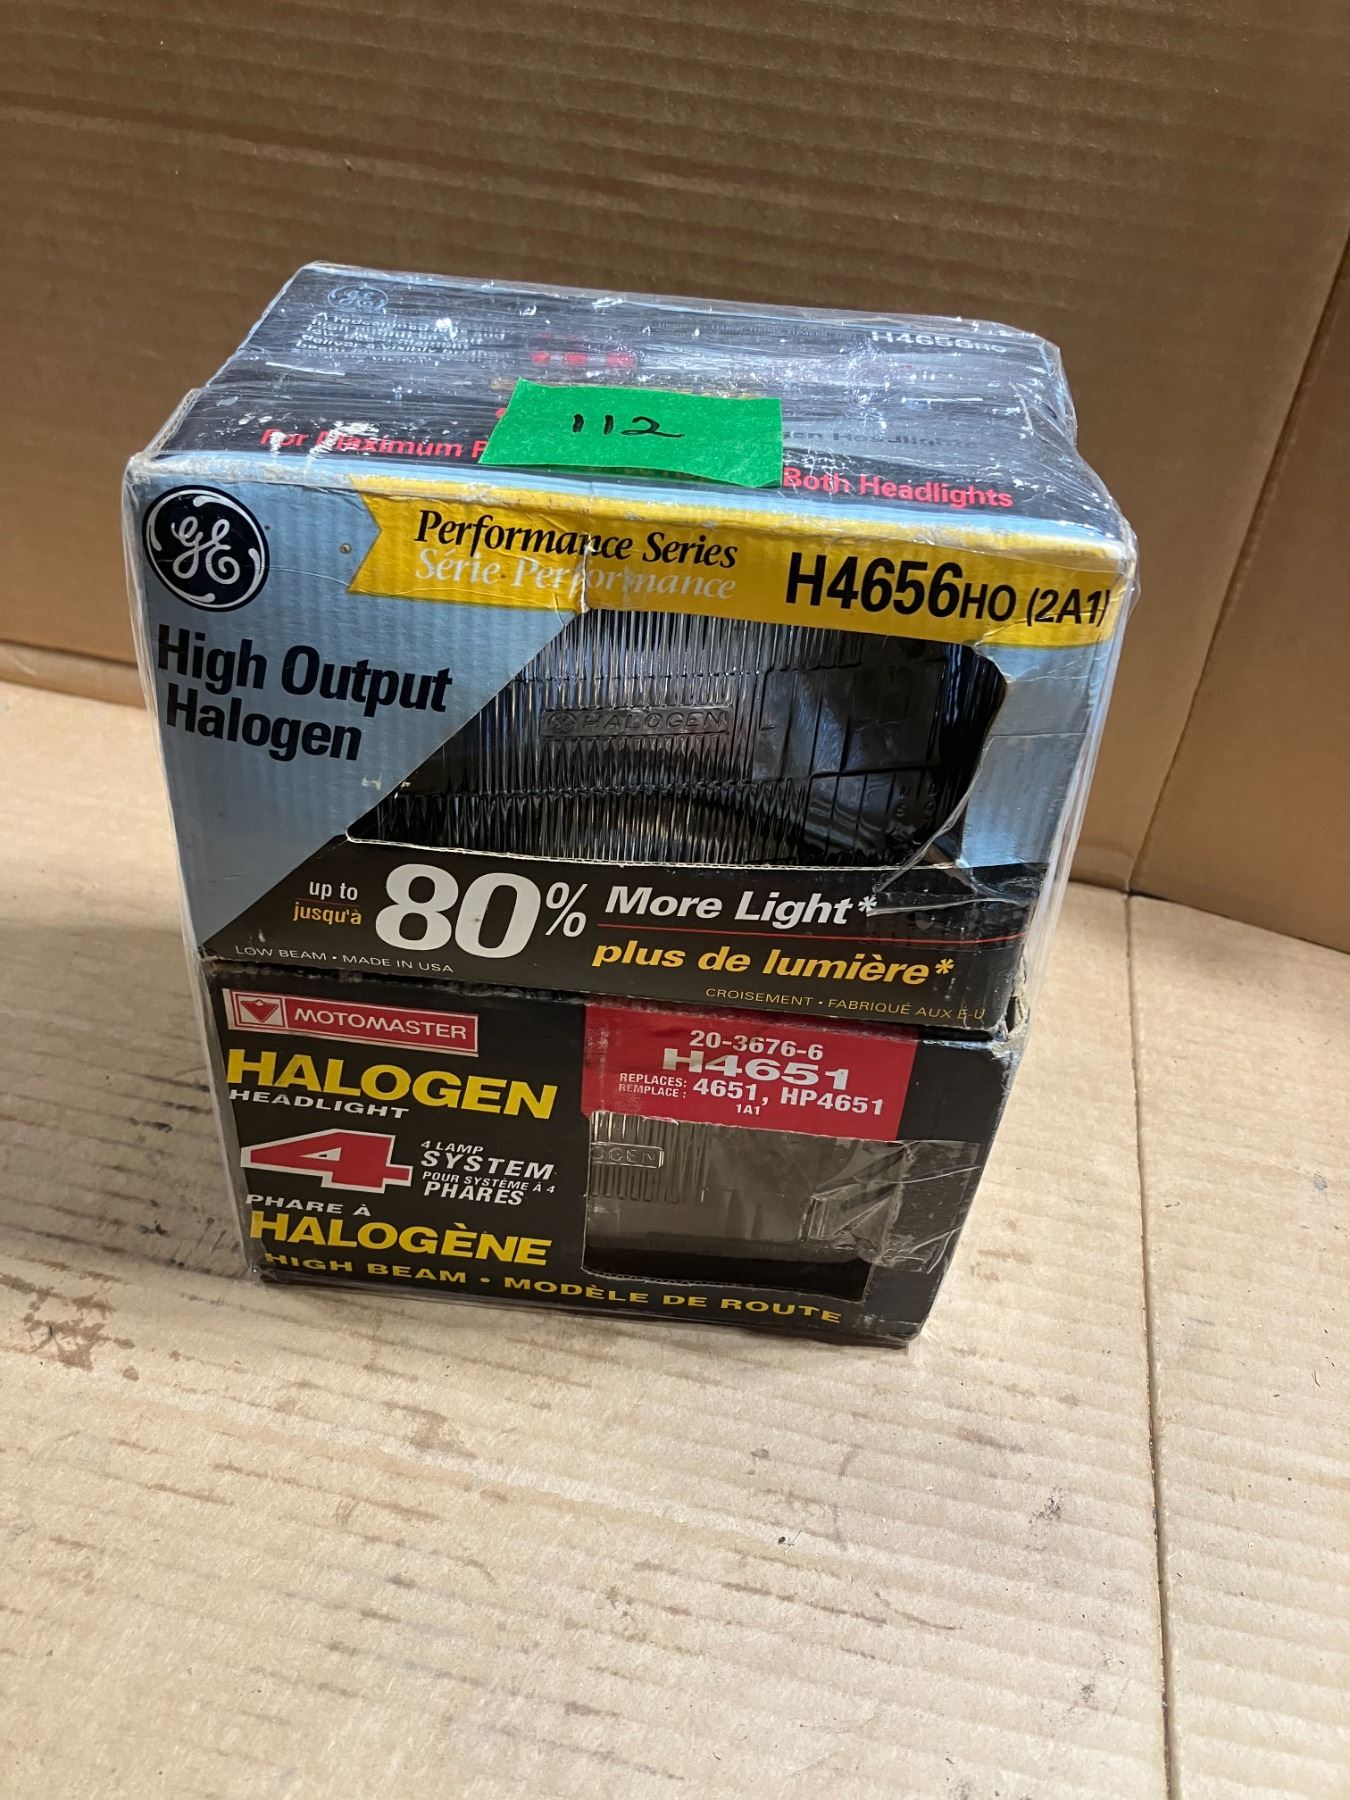 GE
H4656HO
112
For Maximum
Both Headlights
GE
Performance Series
Série Performance
H4656HO (2A1)
High Output
Halogen
HALOGEN
up to
jusqu'à
80%
More Light*
plus de lumière*
LOW BEAM • MADE IN USA
CROISEMENT • FABRIQUÉ AUX É-U
MOTOMASTER
HALOGEN
HEADLIGHT
4
4 LAMP
SYSTEM
POUR SYSTÈME À 4
PHARES
PHARE À
HALOGÈNE
HIGH BEAM • MODÈLE DE ROUTE
20-3676-6
H4651
REPLACES:
REMPLACE :
4651, HP4651
1A1
OGEN